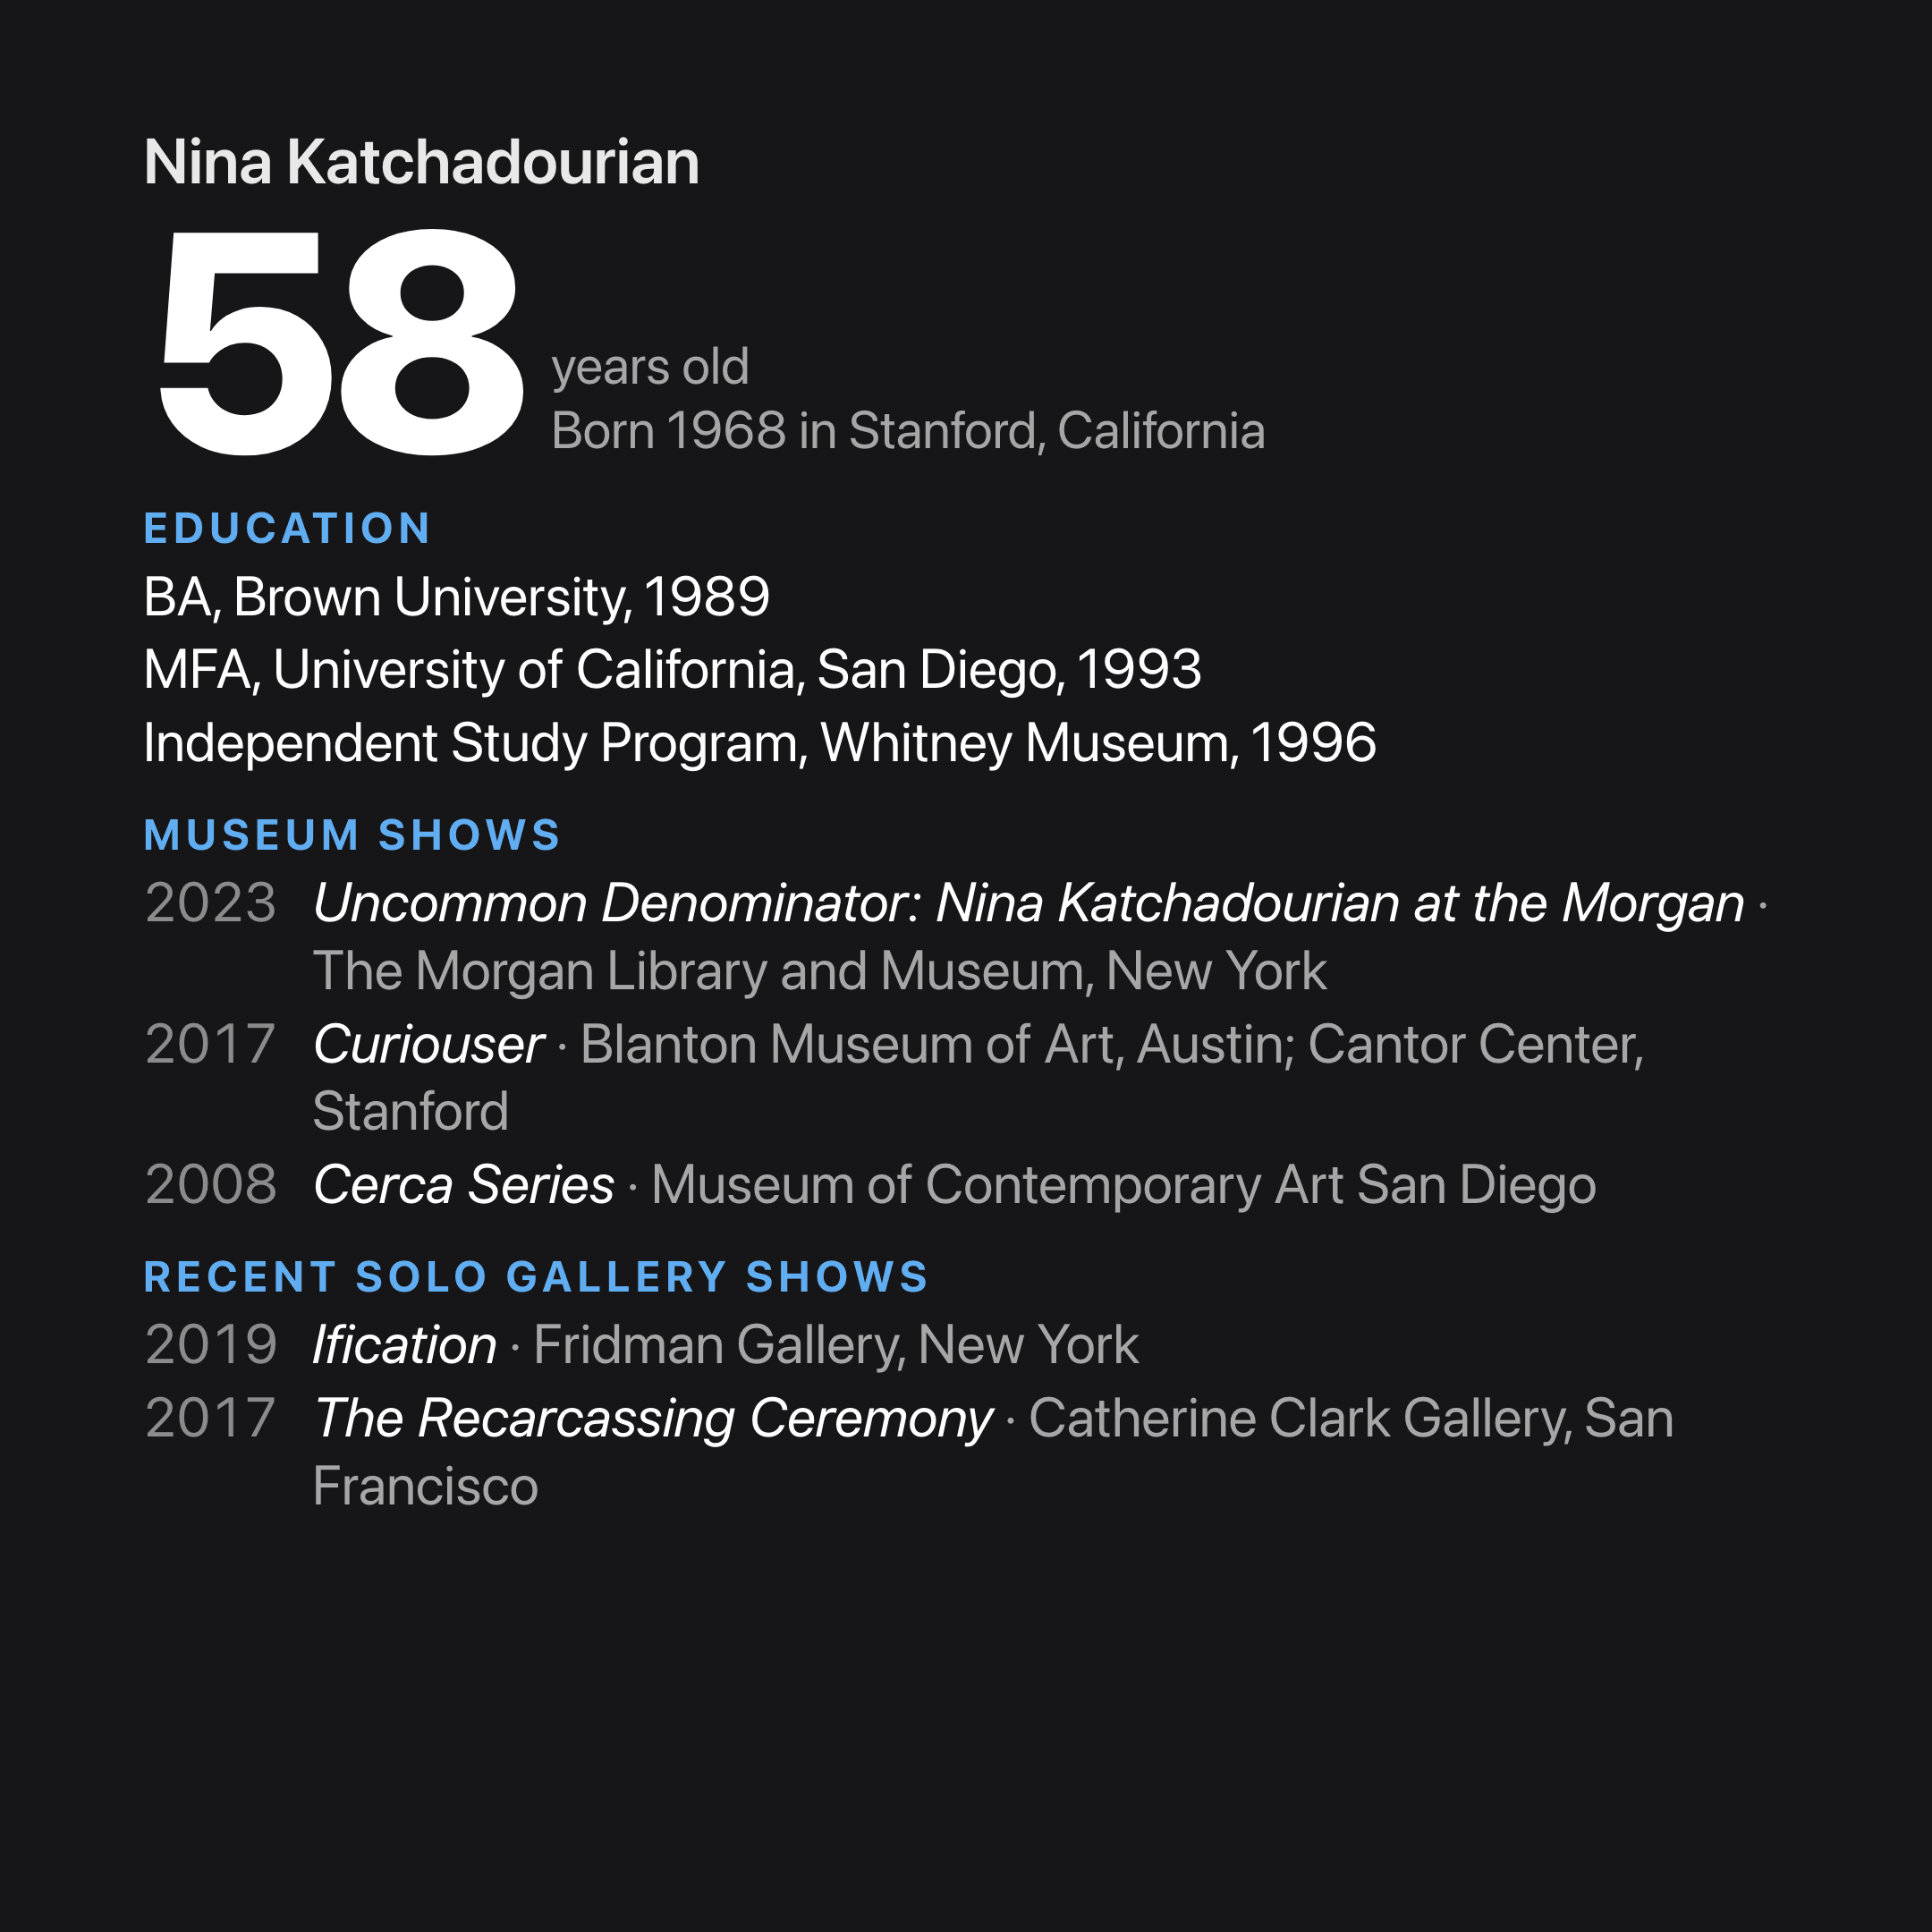 Nina Katchadourian
58
years old
Born 1968 in Stanford, California
EDUCATION
BA, Brown University, 1989
MFA, University of California, San Diego, 1993
Independent Study Program, Whitney Museum, 1996
MUSEUM SHOWS
2023 Uncommon Denominator: Nina Katchadourian at the Morgan ·
The Morgan Library and Museum, New York
2017 Curiouser · Blanton Museum of Art, Austin; Cantor Center,
Stanford
2008 Cerca Series · Museum of Contemporary Art San Diego
RECENT SOLO GALLERY SHOWS
2019 Ification · Fridman Gallery, New York
2017 The Recarcassing Ceremony · Catherine Clark Gallery, San
Francisco